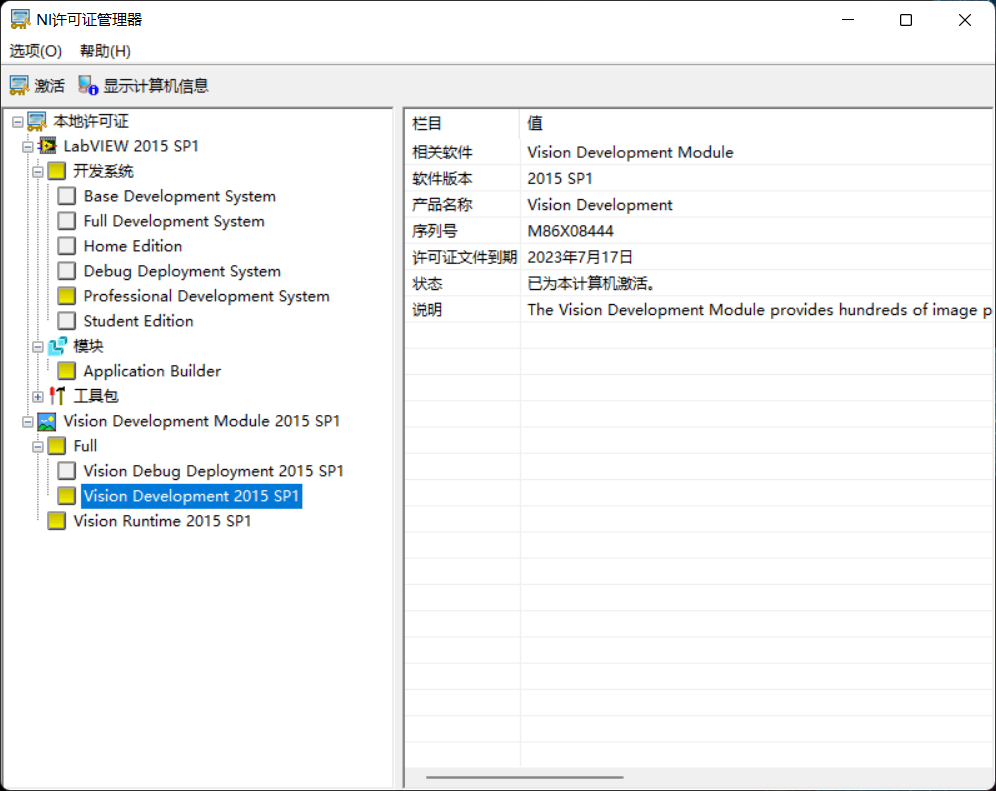 NI许可证管理器
选项(O) 帮助(H)
激活 显示计算机信息
本地许可证
LabVIEW 2015 SP1
开发系统
Base Development System
Full Development System
Home Edition
Debug Deployment System
Professional Development System
Student Edition
模块
Application Builder
工具包
Vision Development Module 2015 SP1
Full
Vision Debug Deployment 2015 SP1
Vision Development 2015 SP1
Vision Runtime 2015 SP1
栏目 值
相关软件 Vision Development Module
软件版本 2015 SP1
产品名称 Vision Development
序列号 M86X08444
许可证文件到期 2023年7月17日
状态 已为本计算机激活。
说明 The Vision Development Module provides hundreds of image p